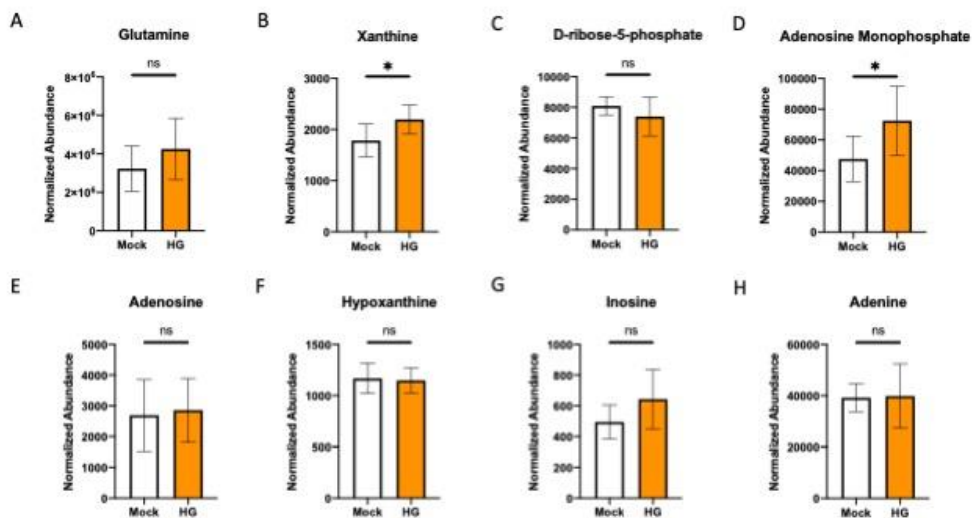 A
Glutamine
ns
Normalized Abundance
8×10⁶
6×10⁶
4×10⁶
2×10⁶
0
Mock HG
B
Xanthine
*
Normalized Abundance
3000
2000
1000
0
Mock HG
C
D-ribose-5-phosphate
ns
Normalized Abundance
10000
8000
6000
4000
2000
0
Mock HG
D
Adenosine Monophosphate
*
Normalized Abundance
100000
80000
60000
40000
20000
0
Mock HG
E
Adenosine
ns
Normalized Abundance
5000
4000
3000
2000
1000
0
Mock HG
F
Hypoxanthine
ns
Normalized Abundance
1500
1000
500
0
Mock HG
G
Inosine
ns
Normalized Abundance
1000
800
600
400
200
0
Mock HG
H
Adenine
ns
Normalized Abundance
60000
40000
20000
0
Mock HG